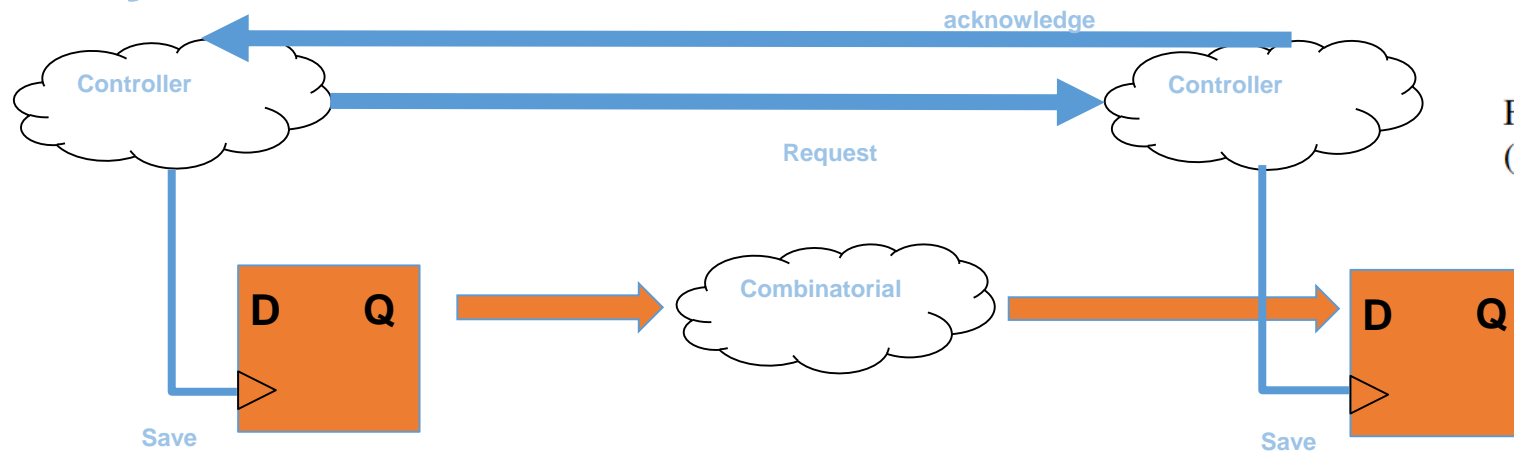 acknowledge
Controller
Controller
Request
Combinatorial
D Q
D Q
Save
Save